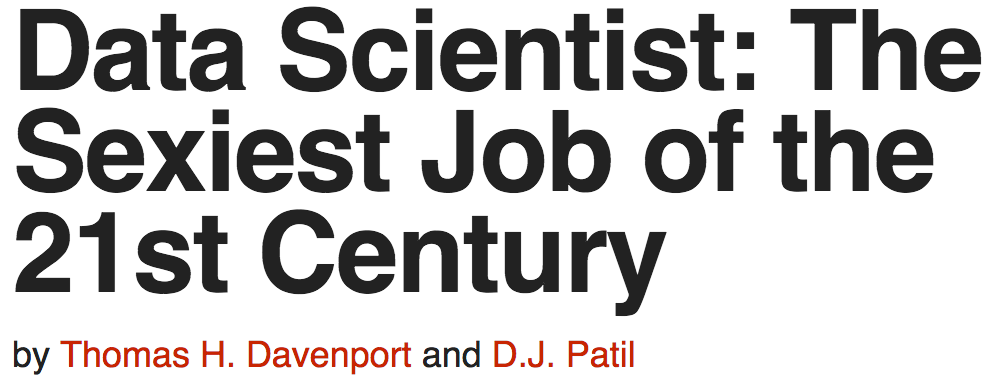 Data Scientist: The
Sexiest Job of the
21st Century
by Thomas H. Davenport and D.J. Patil